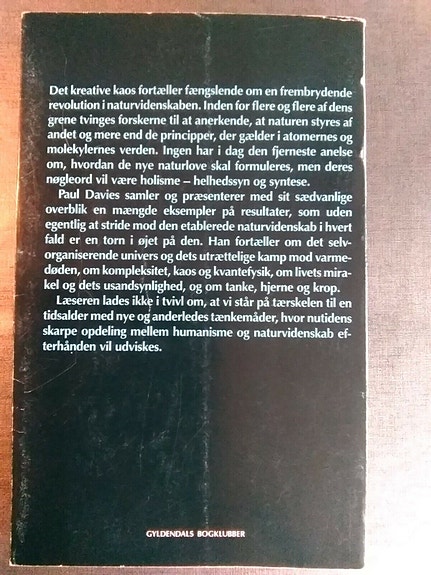 Det kreative kaos fortæller fængslende om en frembrydende
revolution i naturvidenskaben. Inden for flere og flere af dens
grene tvinges forskerne til at anerkende, at naturen styres af
andet og mere end de principper, der gælder i atomernes og
molekylernes verden. Ingen har i dag den fjerneste anelse
om, hvordan de nye naturlove skal formuleres, men deres
nøgleord vil være holisme – helhedssyn og syntese.
Paul Davies samler og præsenterer med sit sædvanlige
overblik en mængde eksempler på resultater, som uden
egentlig at stride mod den etablerede naturvidenskab i hvert
fald er en torn i øjet på den. Han fortæller om det selv-
organiserende univers og dets utrættelige kamp mod varme-
døden, om kompleksitet, kaos og kvantefysik, om livets mira-
kel og dets usandsynlighed, og om tanke, hjerne og krop.
Læseren lades ikke i tvivl om, at vi står på tærskelen til en
tidsalder med nye og anderledes tænkemåder, hvor nutidens
skarpe opdeling mellem humanisme og naturvidenskab ef-
terhånden vil udviskes.
GYLDENDALS BOGKLUBBER